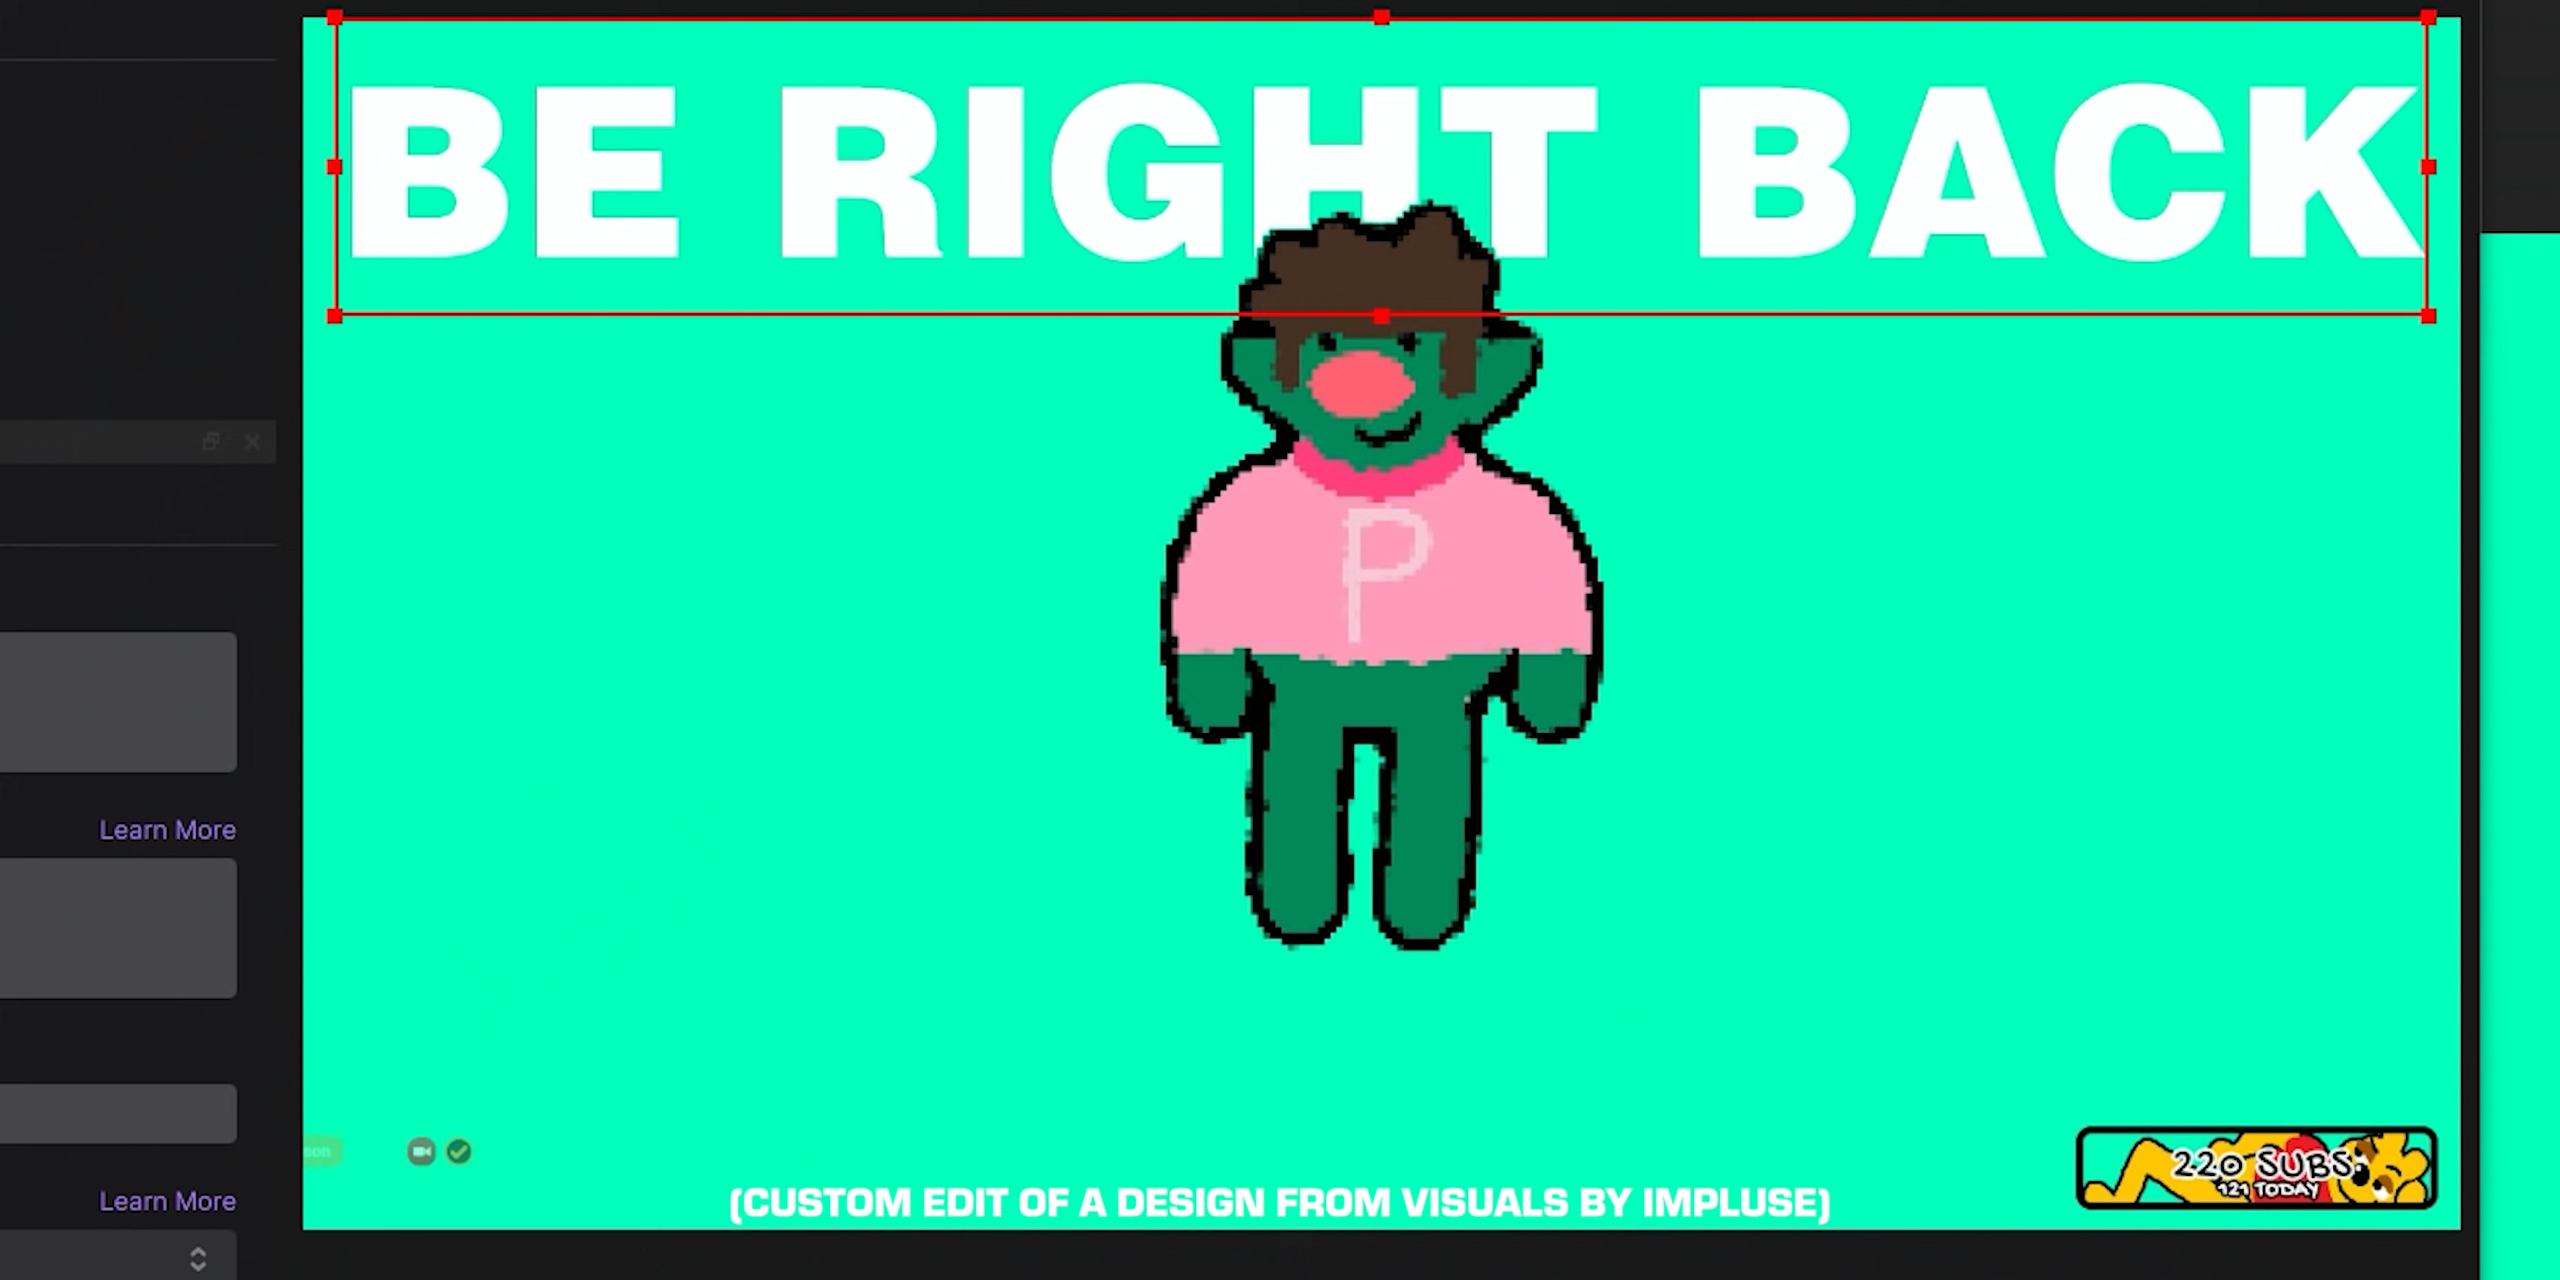 BE RIGHT BACK
P
Learn More
220 SUBS
121 TODAY
(CUSTOM EDIT OF A DESIGN FROM VISUALS BY IMPLUSE)
Learn More